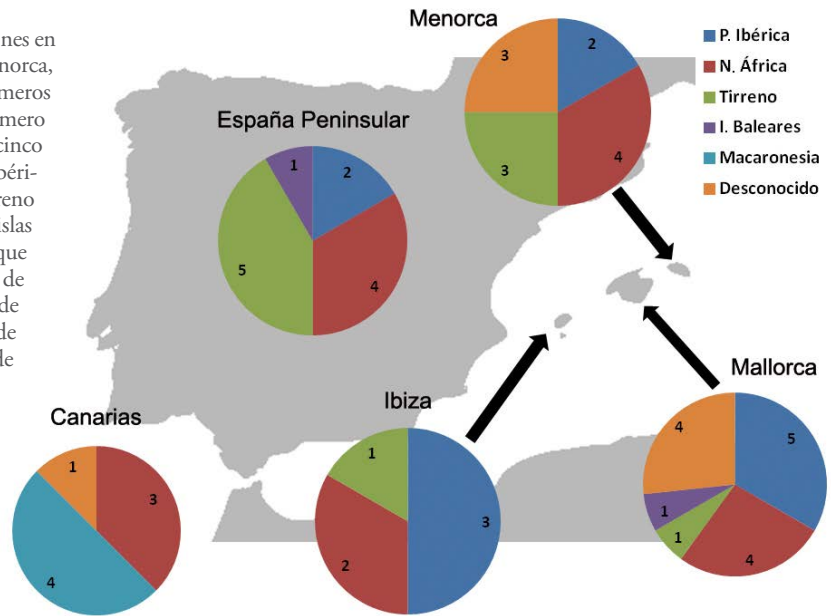 nes en
norca,
meros
mero
cinco
béri-
reno
islas
que
de
de
de
de
Menorca
3
2
3
4
P. Ibérica
N. África
Tirreno
I. Baleares
Macaronesia
Desconocido
España Peninsular
1
2
5
4
Canarias
1
3
4
Ibiza
1
3
2
Mallorca
4
5
1
1
4